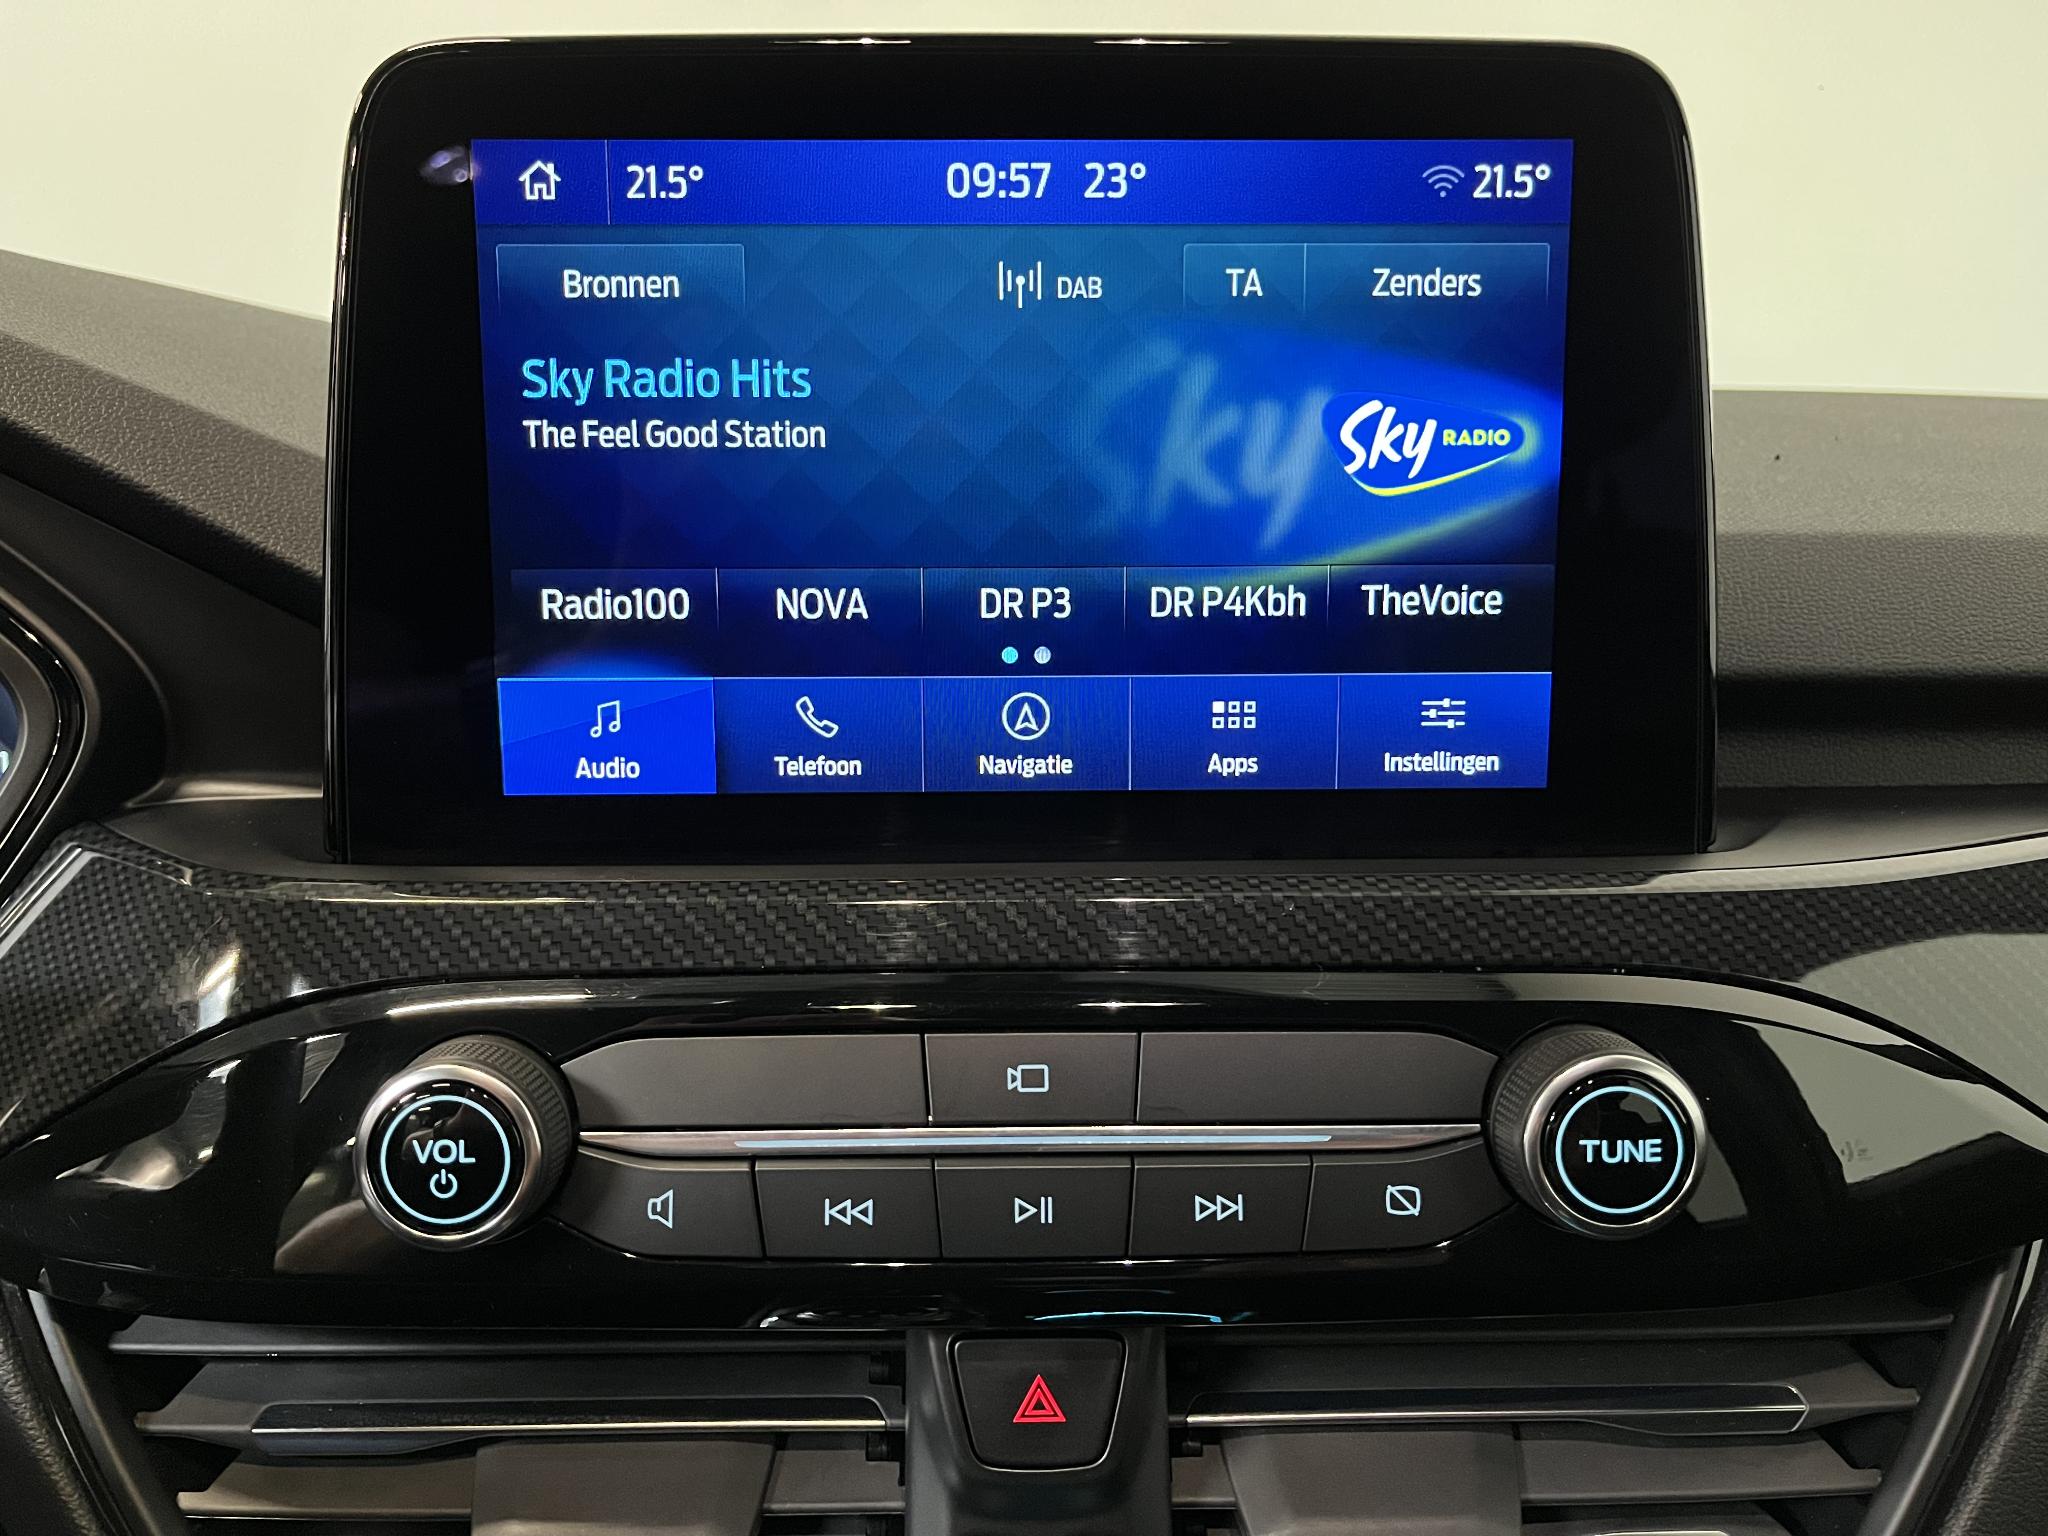 21.5° 09:57 23° 21.5°
Bronnen DAB TA Zenders
Sky Radio Hits
The Feel Good Station
Sky
Sky RADIO
Radio100 NOVA DR P3 DR P4Kbh TheVoice
Audio Telefoon Navigatie Apps Instellingen
VOL
TUNE